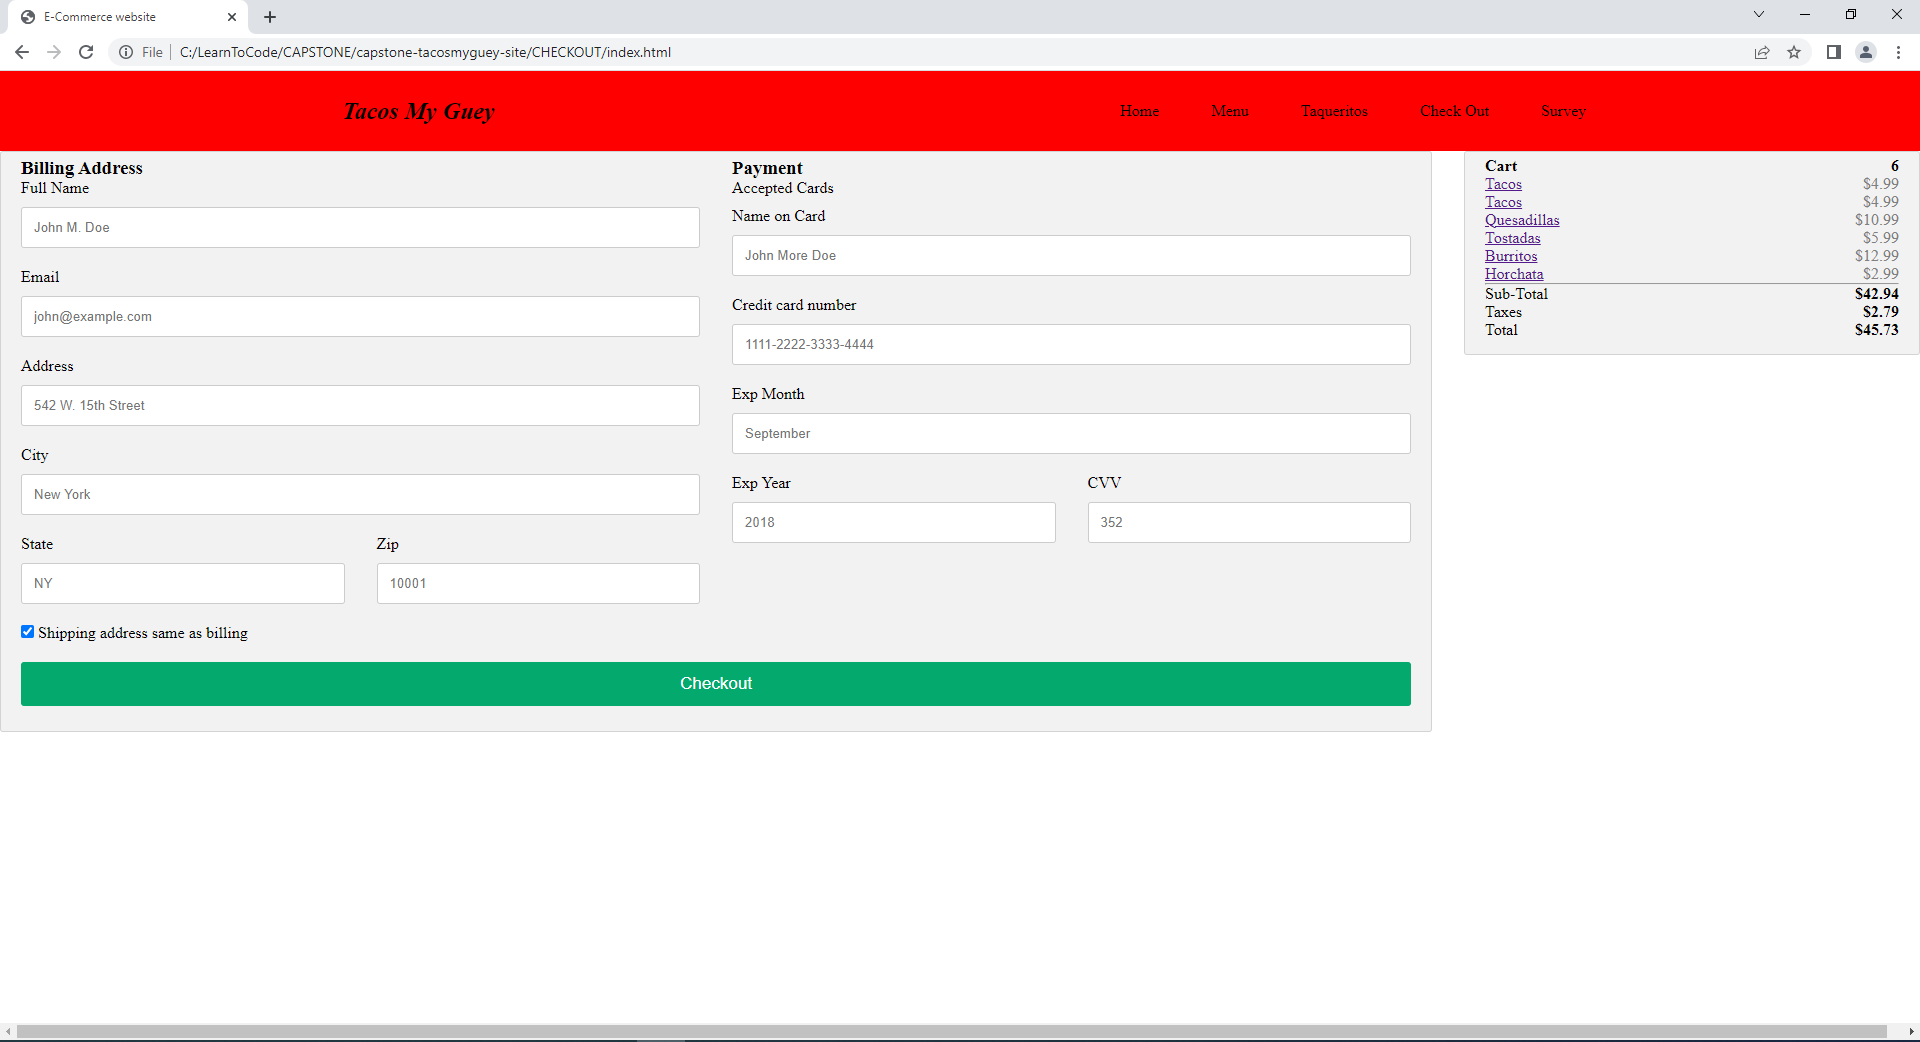 E-Commerce website
File
C:/LearnToCode/CAPSTONE/capstone-tacosmyguey-site/CHECKOUT/index.html
Tacos My Guey
Home Menu Taqueritos Check Out Survey
Billing Address
Full Name
John M. Doe
Email
john@example.com
Address
542 W. 15th Street
City
New York
State Zip
NY 10001
Shipping address same as billing
Payment
Accepted Cards
Name on Card
John More Doe
Credit card number
1111-2222-3333-4444
Exp Month
September
Exp Year CVV
2018 352
Checkout
Cart 6
Tacos $4.99
Tacos $4.99
Quesadillas $10.99
Tostadas $5.99
Burritos $12.99
Horchata $2.99
Sub-Total $42.94
Taxes $2.79
Total $45.73